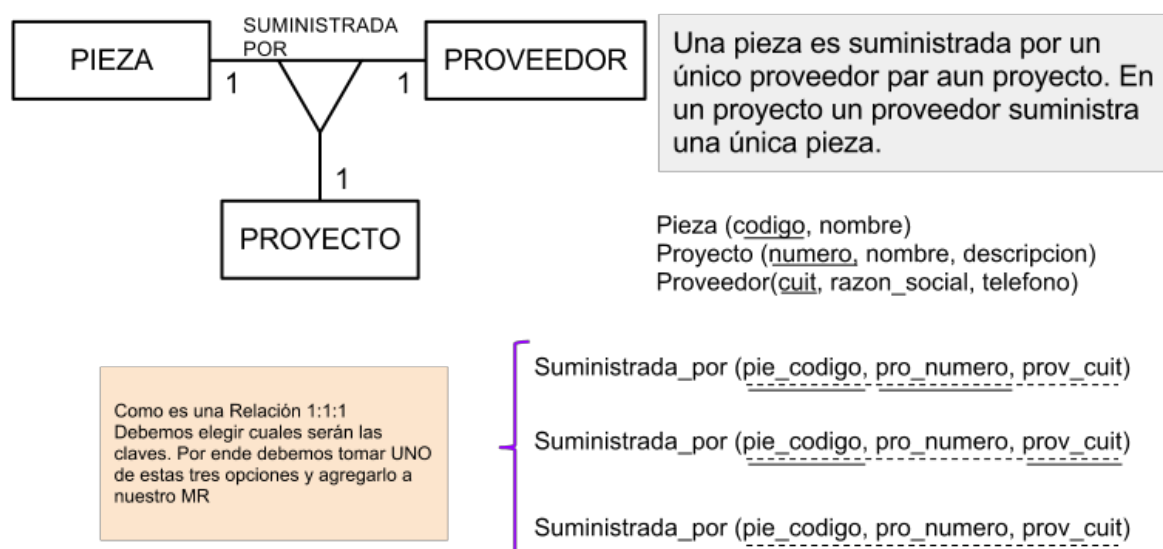 SUMINISTRADA
POR
PIEZA
PROVEEDOR
1
1
1
PROYECTO
Una pieza es suministrada por un
único proveedor par aun proyecto. En
un proyecto un proveedor suministra
una única pieza.
Pieza (codigo, nombre)
Proyecto (numero, nombre, descripcion)
Proveedor(cuit, razon_social, telefono)
Como es una Relación 1:1:1
Debemos elegir cuales serán las
claves. Por ende debemos tomar UNO
de estas tres opciones y agregarlo a
nuestro MR
Suministrada_por (pie_codigo, pro_numero, prov_cuit)
Suministrada_por (pie_codigo, pro_numero, prov_cuit)
Suministrada_por (pie_codigo, pro_numero, prov_cuit)